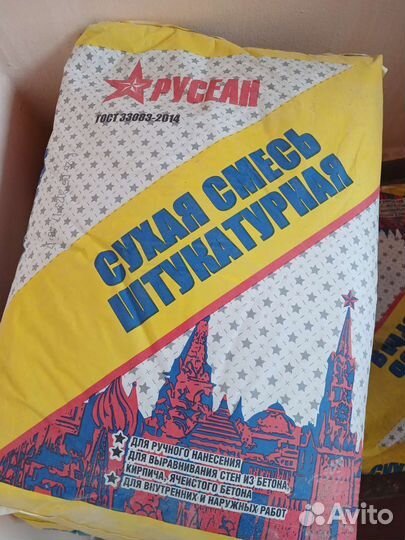 РУСЕАН
ГОСТ 33083-2014
СУХАЯ СМЕСЬ
ШТУКАТУРНАЯ
ДЛЯ РУЧНОГО НАНЕСЕНИЯ
ДЛЯ ВЫРАВНИВАНИЯ СТЕН ИЗ БЕТОНА,
КИРПИЧА, ЯЧЕИСТОГО БЕТОНА
ДЛЯ ВНУТРЕННИХ И НАРУЖНЫХ РАБОТ
Avito